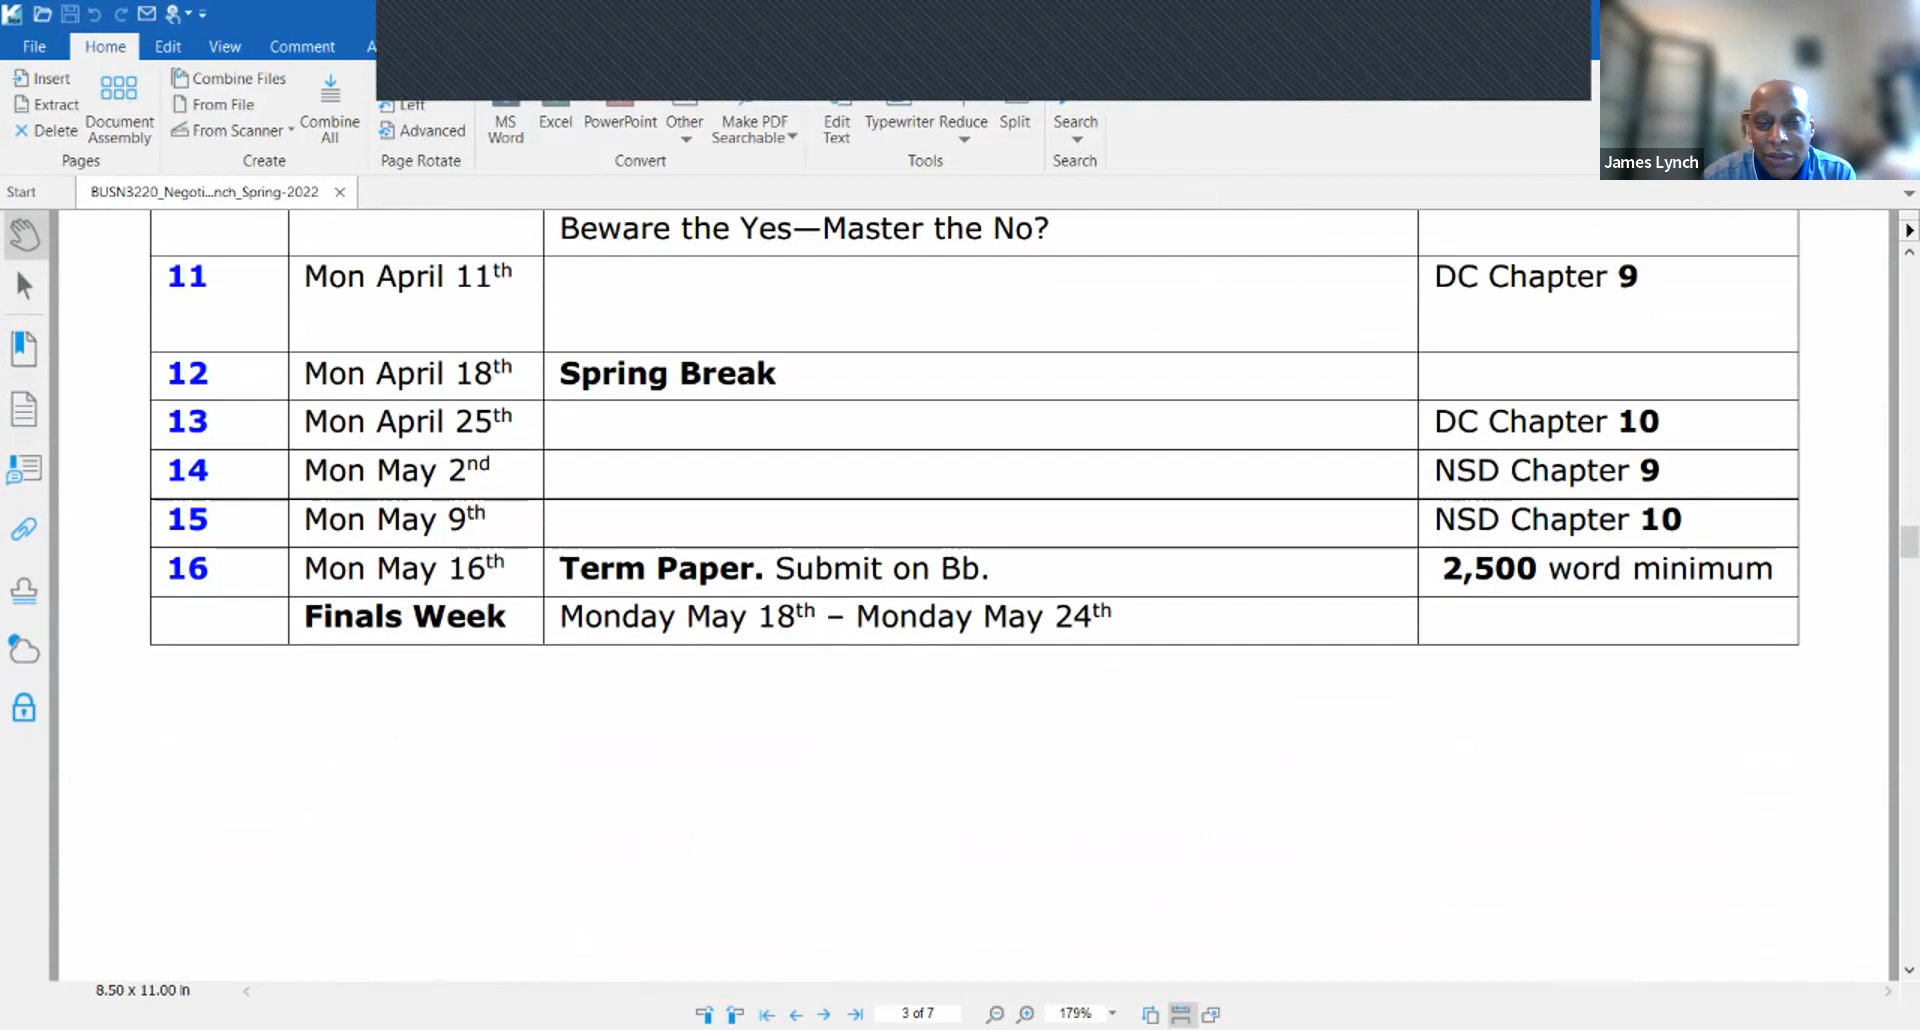 File Home Edit View Comment
Insert
Extract
Delete
Document
Assembly
Pages
Combine Files
From File
From Scanner
Combine
All
Create
Left
Advanced
Page Rotate
MS
Word
Excel
PowerPoint
Other
Make PDF
Searchable
Convert
Edit
Text
Typewriter
Reduce
Split
Tools
Search
Search
James Lynch
Start
BUSN3220_Negoti...nch_Spring-2022
Beware the Yes—Master the No?
11 Mon April 11th DC Chapter 9
12 Mon April 18th Spring Break
13 Mon April 25th DC Chapter 10
14 Mon May 2nd NSD Chapter 9
15 Mon May 9th NSD Chapter 10
16 Mon May 16th Term Paper. Submit on Bb. 2,500 word minimum
Finals Week Monday May 18th – Monday May 24th
8.50 x 11.00 in
3 of 7
179%